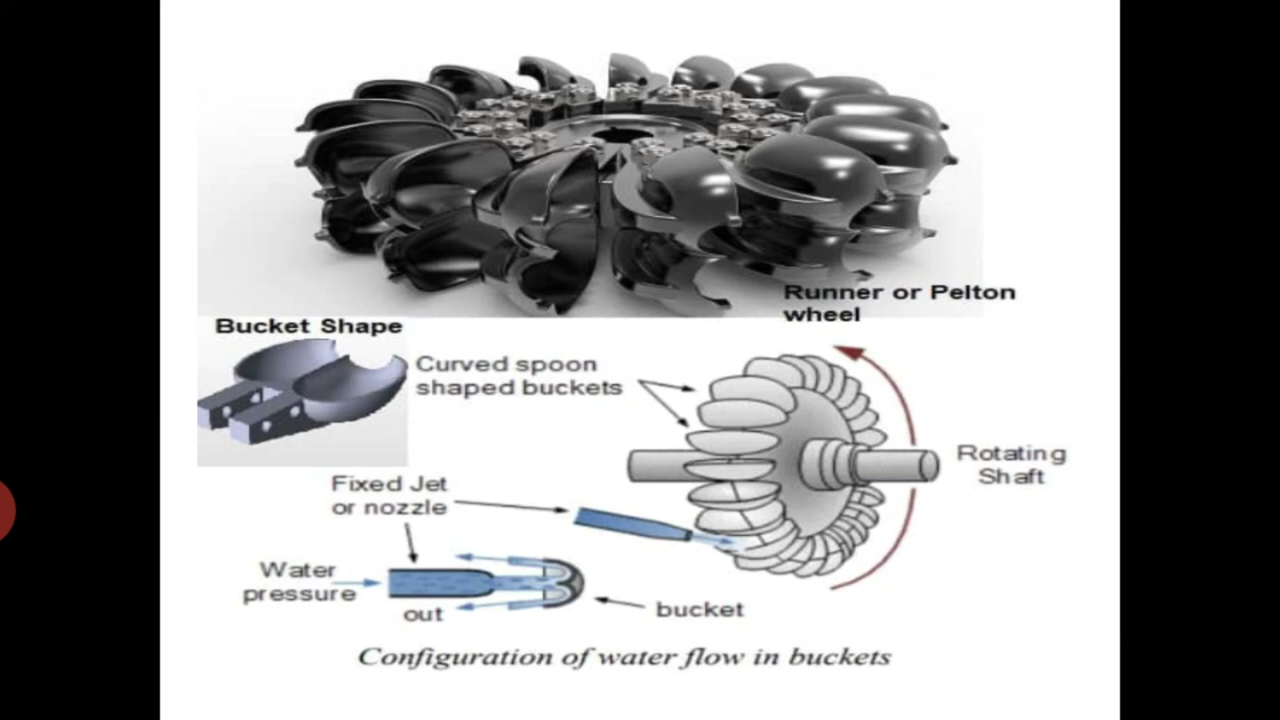 Runner or Pelton
wheel
Bucket Shape
Curved spoon
shaped buckets
Rotating
Shaft
Fixed Jet
or nozzle
Water
pressure
out
bucket
Configuration of water flow in buckets